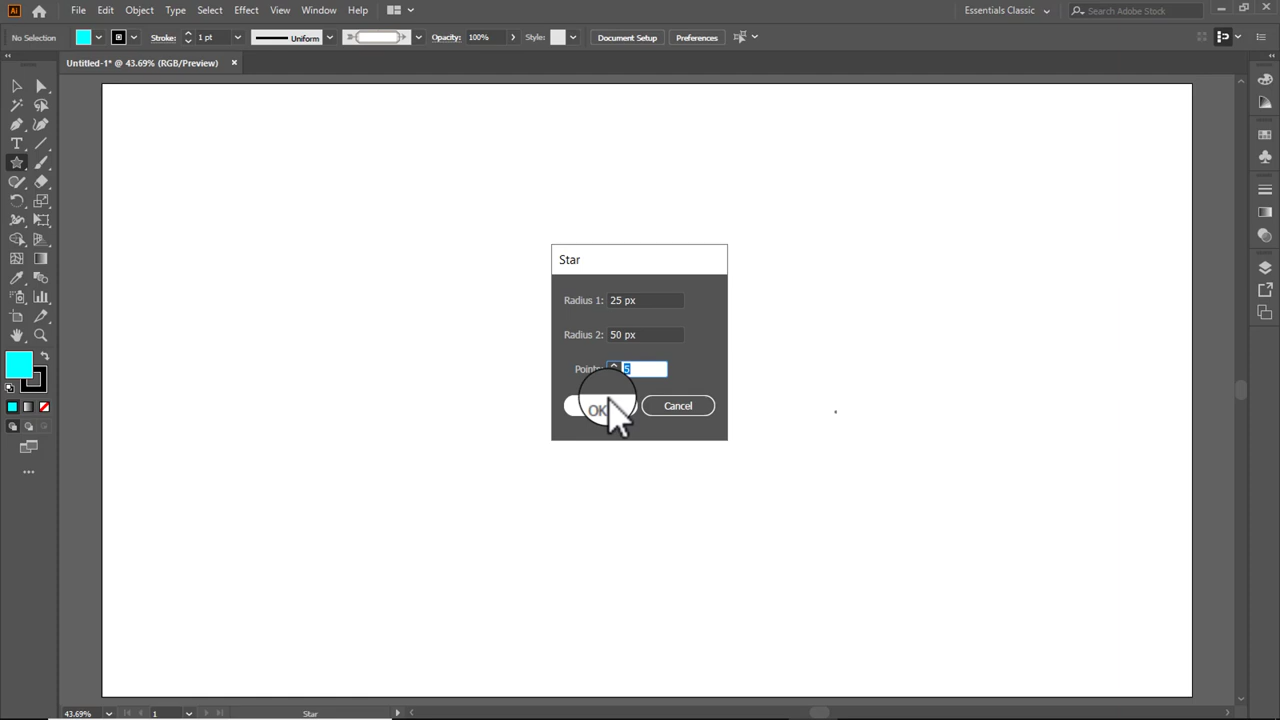 Ai File Edit Object Type Select Effect View Window Help Essentials Classic Search Adobe Stock
No Selection Stroke: 1 pt Uniform Opacity: 100% Style: Document Setup Preferences
Untitled-1* @ 43.69% (RGB/Preview) ×
T
Star
Radius 1: 25 px
Radius 2: 50 px
Points: 5
OK Cancel
43.69% 1 Star